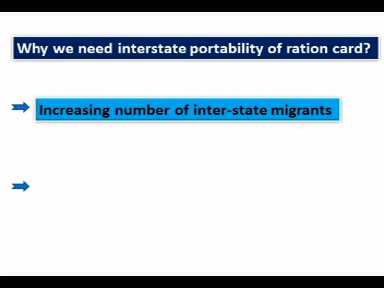 Why we need interstate portability of ration card?
Increasing number of inter-state migrants